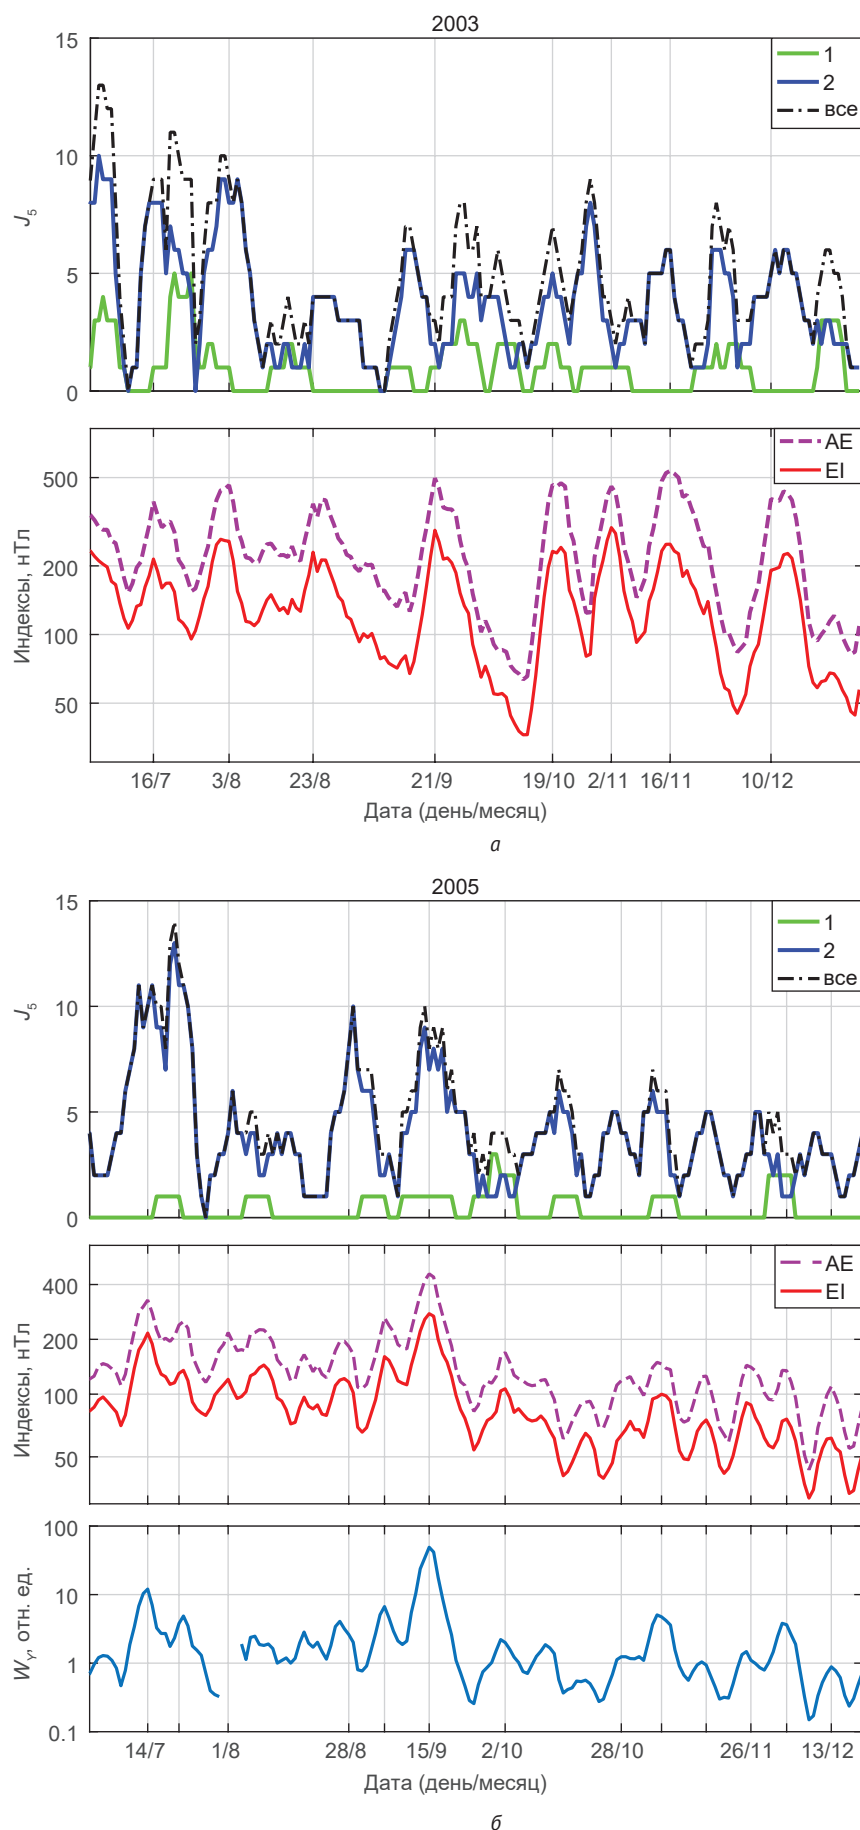 2003
15
10
5
0
J₅
1
2
все
500
200
100
50
Индексы, нТл
AE
EI
16/7 3/8 23/8 21/9 19/10 2/11 16/11 10/12
Дата (день/месяц)
а
2005
15
10
5
0
J₅
1
2
все
400
200
100
50
Индексы, нТл
AE
EI
100
10
1
0.1
Wᵧ, отн. ед.
14/7 1/8 28/8 15/9 2/10 28/10 26/11 13/12
Дата (день/месяц)
б